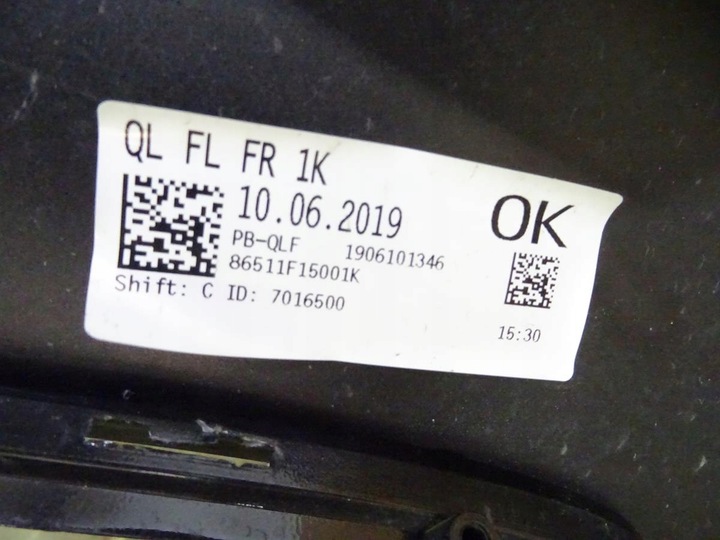 QL FL FR 1K
10.06.2019
OK
PB-QLF 1906101346
86511F15001K
Shift: C ID: 7016500
15:30